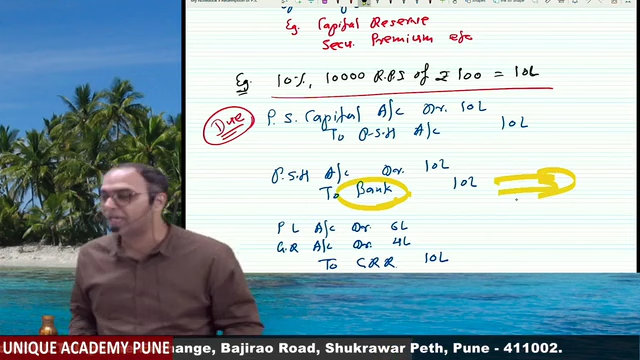 Eg. Capital Reserve
Secu. Premium etc
Eg. 10%, 10000 R.P.S of ₹ 100 = 10L
Due
P. S. Capital A/c Dr. 10L
To P.S.H A/c 10L
P.S.H A/c Dr. 10L
To Bank 10L
P L A/c Dr. 6L
G.R A/c Dr. 4L
To C R R 10L
UNIQUE ACADEMY PUNE
hange, Bajirao Road, Shukrawar Peth, Pune - 411002.